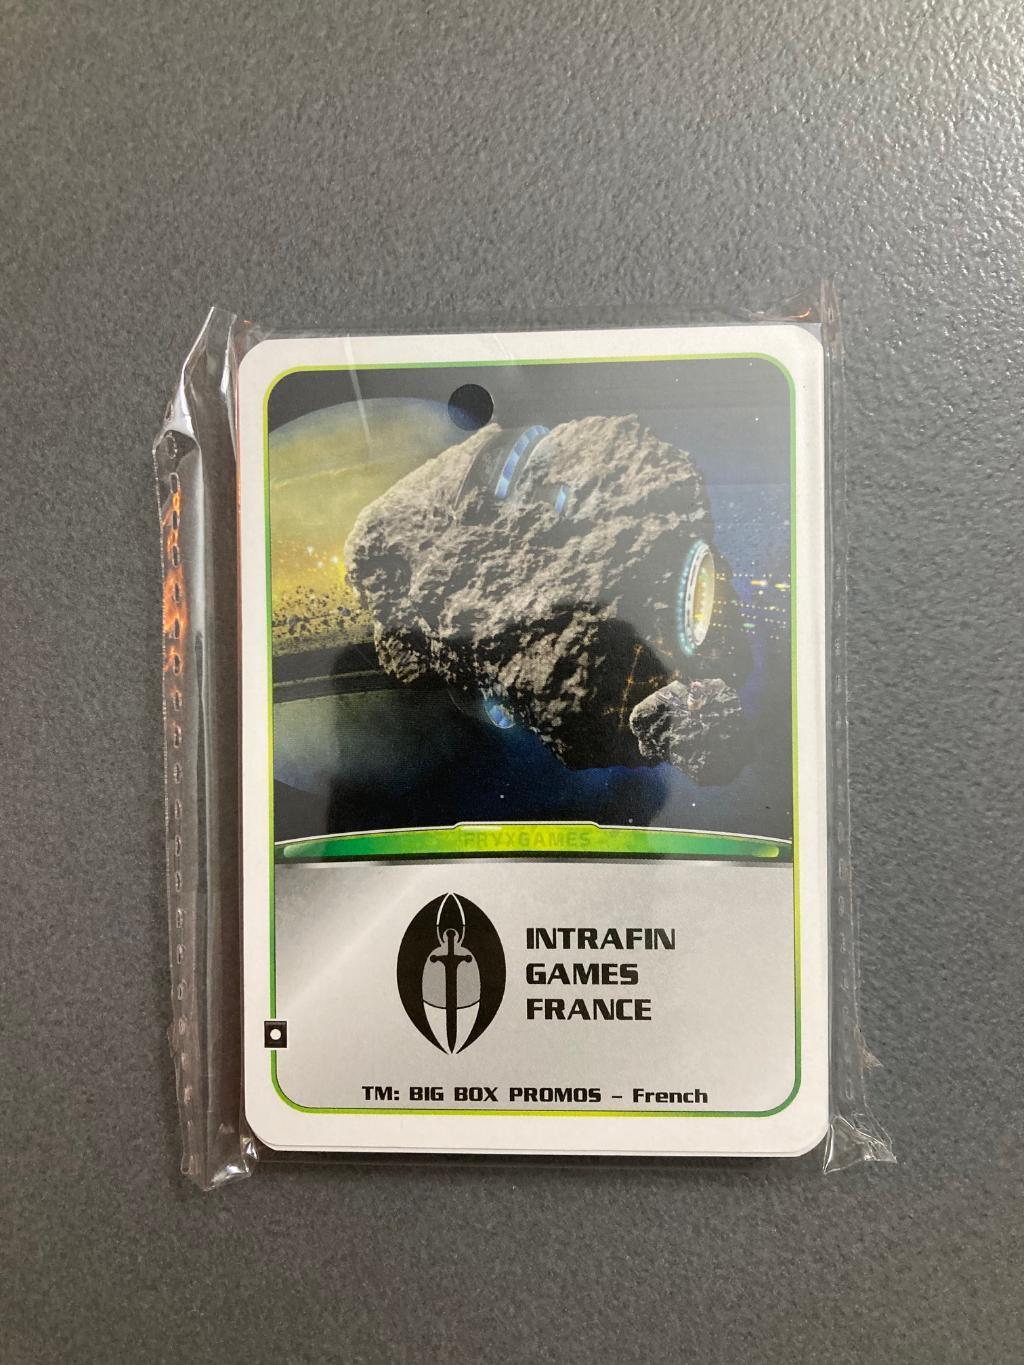 FRYXGAMES
INTRAFIN
GAMES
FRANCE
TM: BIG BOX PROMOS - French